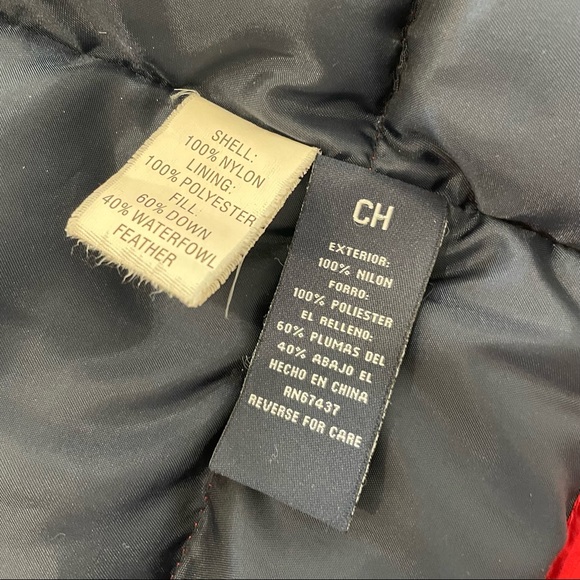 SHELL:
100% NYLON
LINING:
100% POLYESTER
FILL
60% DOWN
40% WATERFOWL
FEATHER
CH
EXTERIOR:
100% NILON
FORRO:
100% POLIESTER
EL RELLENO:
60% PLUMAS DEL
40% ABAJO EL
HECHO EN CHINA
RN67437
REVERSE FOR CARE